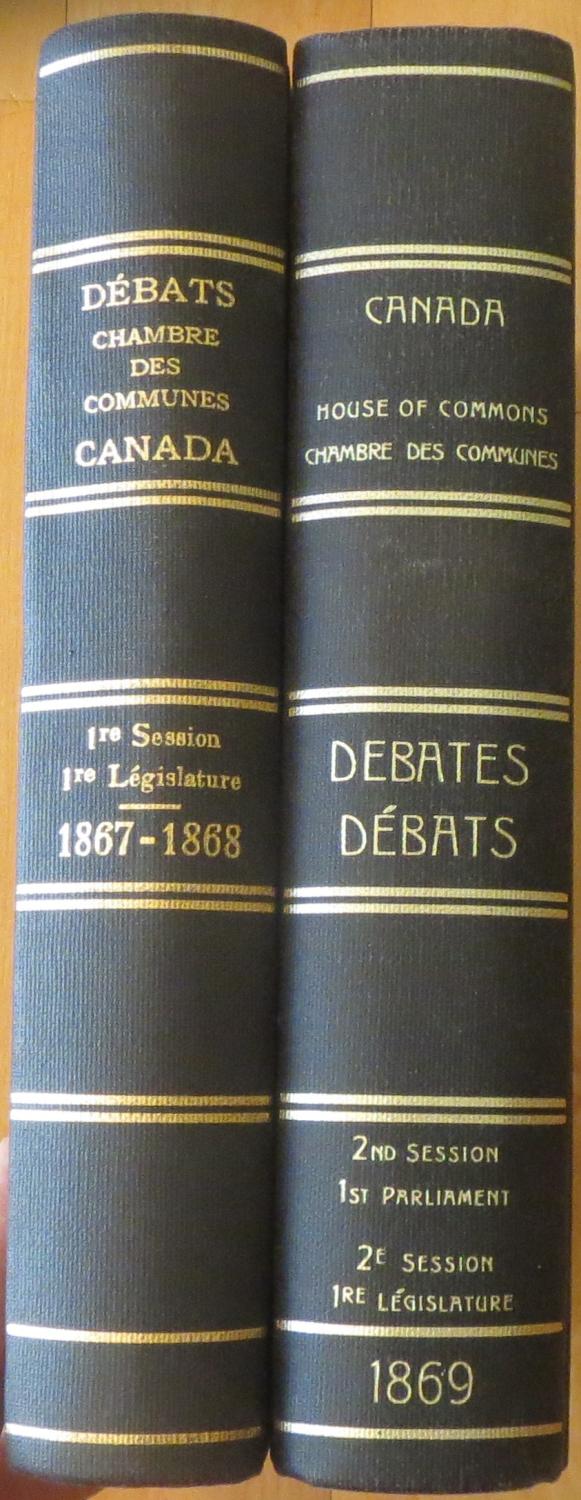 DÉBATS
CHAMBRE
DES
COMMUNES
CANADA
1re Session
1re Législature
1867-1868
CANADA
HOUSE OF COMMONS
CHAMBRE DES COMMUNES
DEBATES
DÉBATS
2ND SESSION
1ST PARLIAMENT
2E SESSION
1RE LÉGISLATURE
1869